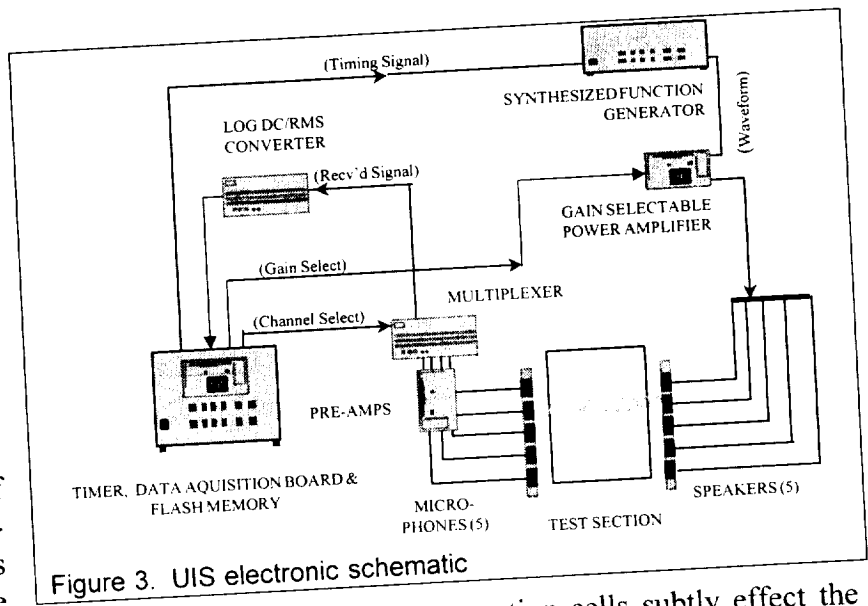 (Timing Signal)
SYNTHESIZED FUNCTION
GENERATOR
(Waveform)
LOG DC/RMS
CONVERTER
(Recv'd Signal)
GAIN SELECTABLE
POWER AMPLIFIER
(Gain Select)
MULTIPLEXER
(Channel Select)
PRE-AMPS
TIMER, DATA AQUISITION BOARD &
FLASH MEMORY
MICRO-
PHONES (5)
TEST SECTION
SPEAKERS (5)
Figure 3. UIS electronic schematic
cells subtly effect the